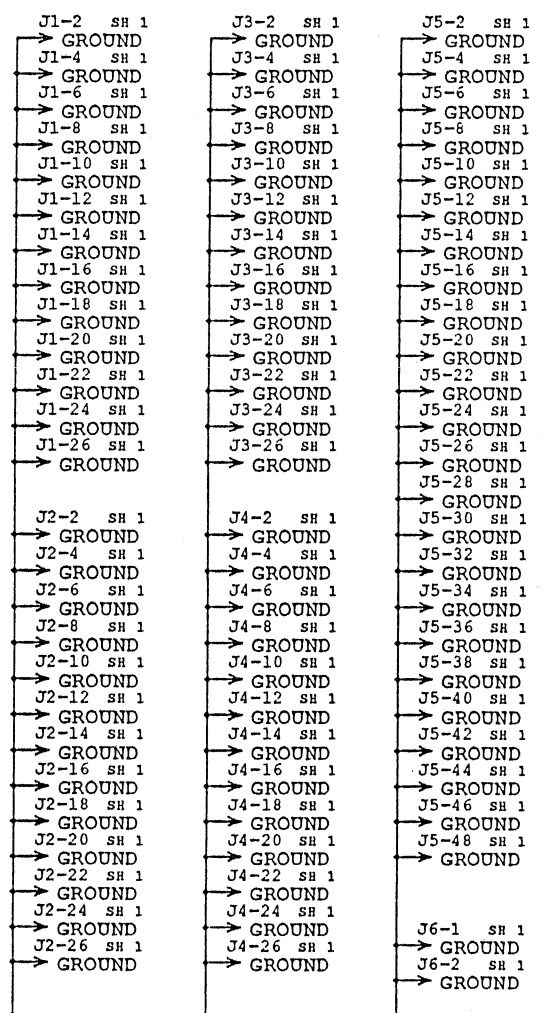 J1-2 SH 1
GROUND
J1-4 SH 1
GROUND
J1-6 SH 1
GROUND
J1-8 SH 1
GROUND
J1-10 SH 1
GROUND
J1-12 SH 1
GROUND
J1-14 SH 1
GROUND
J1-16 SH 1
GROUND
J1-18 SH 1
GROUND
J1-20 SH 1
GROUND
J1-22 SH 1
GROUND
J1-24 SH 1
GROUND
J1-26 SH 1
GROUND
J2-2 SH 1
GROUND
J2-4 SH 1
GROUND
J2-6 SH 1
GROUND
J2-8 SH 1
GROUND
J2-10 SH 1
GROUND
J2-12 SH 1
GROUND
J2-14 SH 1
GROUND
J2-16 SH 1
GROUND
J2-18 SH 1
GROUND
J2-20 SH 1
GROUND
J2-22 SH 1
GROUND
J2-24 SH 1
GROUND
J2-26 SH 1
GROUND
J3-2 SH 1
GROUND
J3-4 SH 1
GROUND
J3-6 SH 1
GROUND
J3-8 SH 1
GROUND
J3-10 SH 1
GROUND
J3-12 SH 1
GROUND
J3-14 SH 1
GROUND
J3-16 SH 1
GROUND
J3-18 SH 1
GROUND
J3-20 SH 1
GROUND
J3-22 SH 1
GROUND
J3-24 SH 1
GROUND
J3-26 SH 1
GROUND
J4-2 SH 1
GROUND
J4-4 SH 1
GROUND
J4-6 SH 1
GROUND
J4-8 SH 1
GROUND
J4-10 SH 1
GROUND
J4-12 SH 1
GROUND
J4-14 SH 1
GROUND
J4-16 SH 1
GROUND
J4-18 SH 1
GROUND
J4-20 SH 1
GROUND
J4-22 SH 1
GROUND
J4-24 SH 1
GROUND
J4-26 SH 1
GROUND
J5-2 SH 1
GROUND
J5-4 SH 1
GROUND
J5-6 SH 1
GROUND
J5-8 SH 1
GROUND
J5-10 SH 1
GROUND
J5-12 SH 1
GROUND
J5-14 SH 1
GROUND
J5-16 SH 1
GROUND
J5-18 SH 1
GROUND
J5-20 SH 1
GROUND
J5-22 SH 1
GROUND
J5-24 SH 1
GROUND
J5-26 SH 1
GROUND
J5-28 SH 1
GROUND
J5-30 SH 1
GROUND
J5-32 SH 1
GROUND
J5-34 SH 1
GROUND
J5-36 SH 1
GROUND
J5-38 SH 1
GROUND
J5-40 SH 1
GROUND
J5-42 SH 1
GROUND
J5-44 SH 1
GROUND
J5-46 SH 1
GROUND
J5-48 SH 1
GROUND
J6-1 SH 1
GROUND
J6-2 SH 1
GROUND